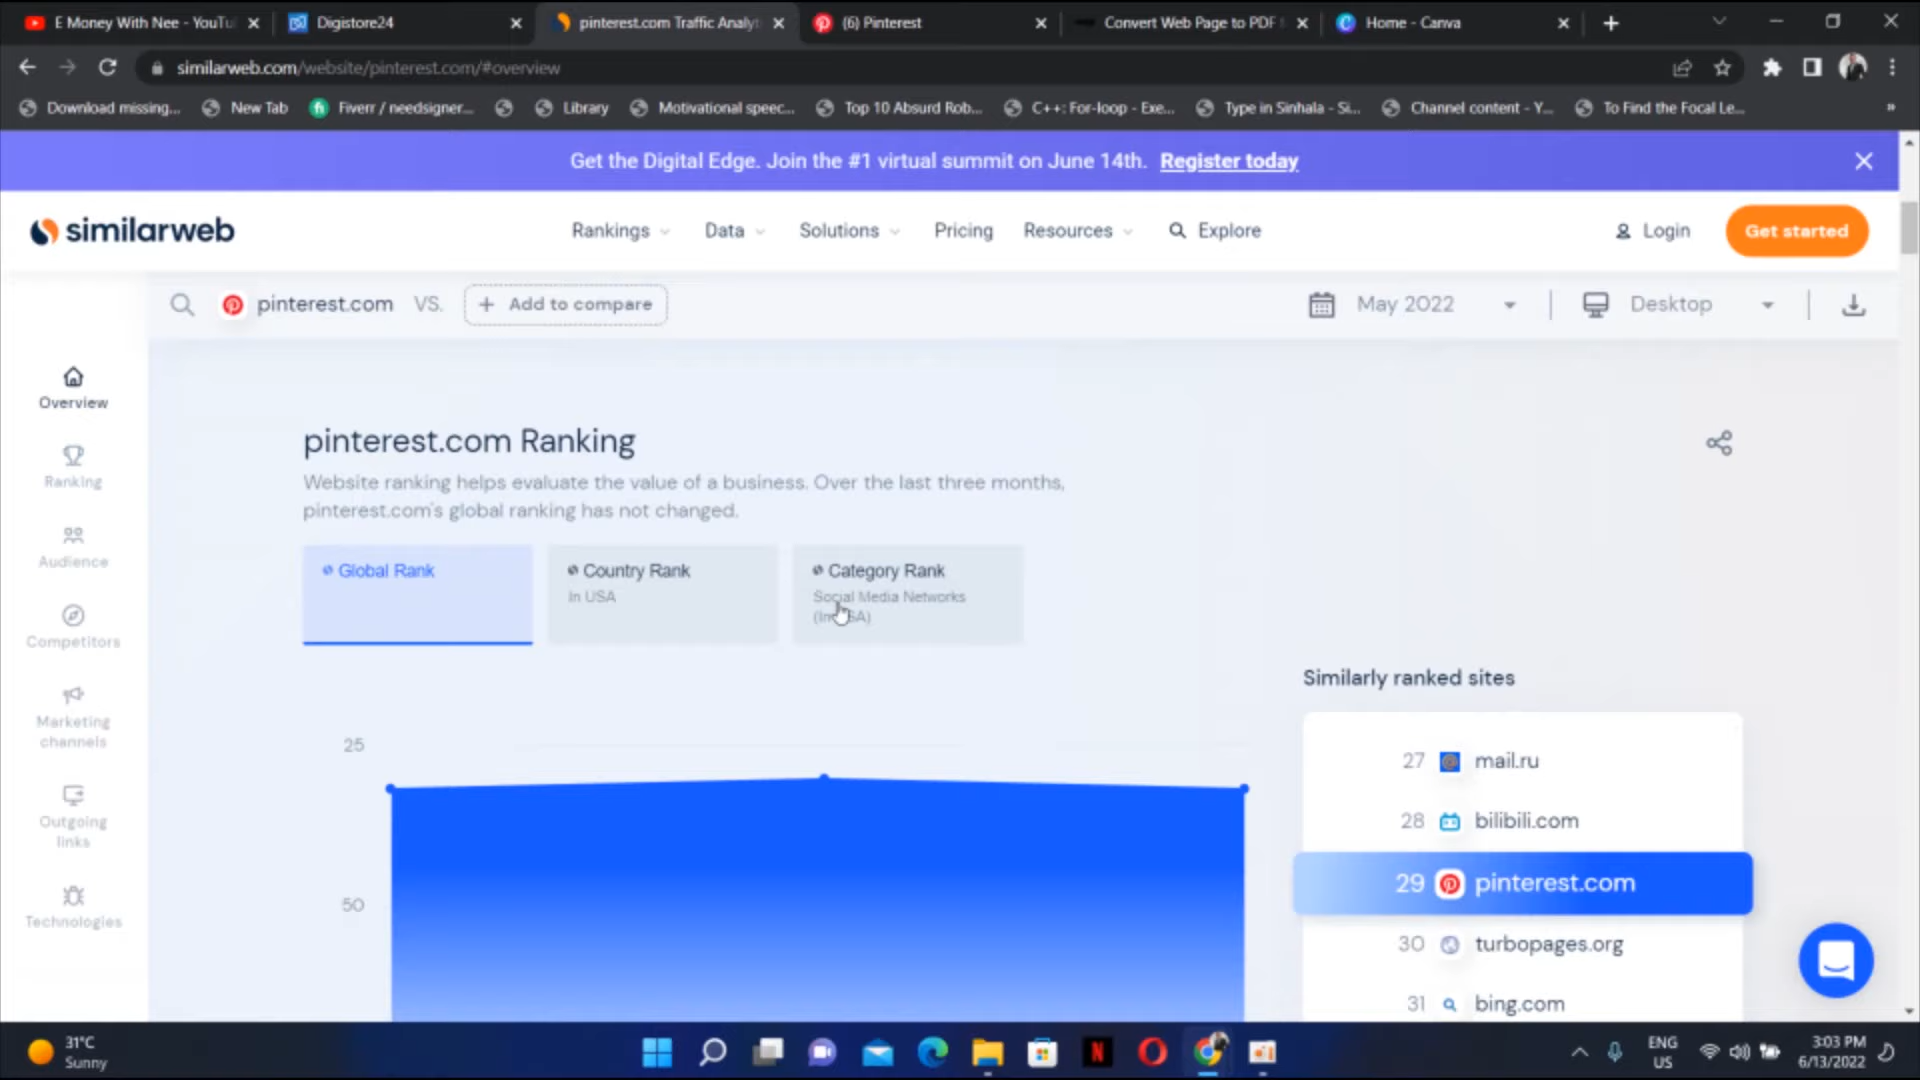 E Money With Nee - YouTu
Digistore24
pinterest.com Traffic Analyt
(6) Pinterest
Convert Web Page to PDF
Home - Canva
similarweb.com/website/pinterest.com/#overview
Download missing...
New Tab
Fiverr / needsigner...
Library
Motivational speec...
Top 10 Absurd Rob...
C++: For-loop - Exe...
Type in Sinhala - Si...
Channel content - Y...
To Find the Focal Le...
Get the Digital Edge. Join the #1 virtual summit on June 14th. Register today
similarweb
Rankings
Data
Solutions
Pricing
Resources
Explore
Login
Get started
pinterest.com VS. + Add to compare
May 2022
Desktop
Overview
Ranking
Audience
Competitors
Marketing
channels
Outgoing
links
Technologies
pinterest.com Ranking
Website ranking helps evaluate the value of a business. Over the last three months,
pinterest.com's global ranking has not changed.
Global Rank
Country Rank
In USA
Category Rank
Social Media Networks
25
50
Similarly ranked sites
27 mail.ru
28 bilibili.com
29 pinterest.com
30 turbopages.org
31 bing.com
31°C
Sunny
ENG
US
3:03 PM
6/13/2022